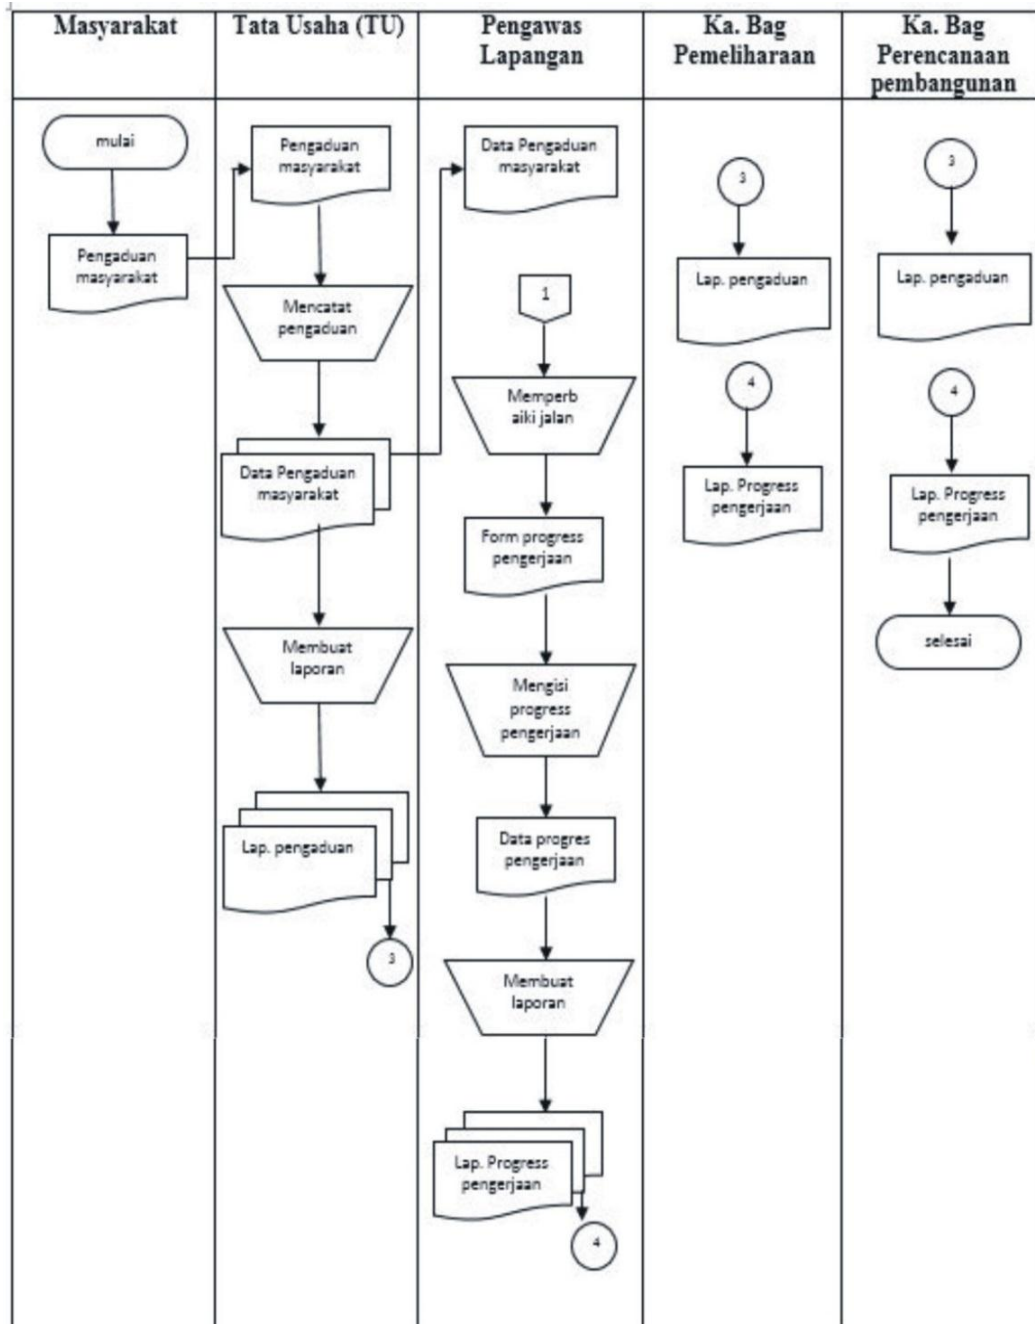 Masyarakat
Tata Usaha (TU)
Pengawas
Lapangan
Ka. Bag
Pemeliharaan
Ka. Bag
Perencanaan
pembangunan
mulai
Pengaduan
masyarakat
Pengaduan
masyarakat
Mencatat
pengaduan
Data Pengaduan
masyarakat
Membuat
laporan
Lap. pengaduan
3
Data Pengaduan
masyarakat
1
Memperb
aiki jalan
Form progress
pengerjaan
Mengisi
progress
pengerjaan
Data progres
pengerjaan
Membuat
laporan
Lap. Progress
pengerjaan
4
3
Lap. pengaduan
4
Lap. Progress
pengerjaan
3
Lap. pengaduan
4
Lap. Progress
pengerjaan
selesai